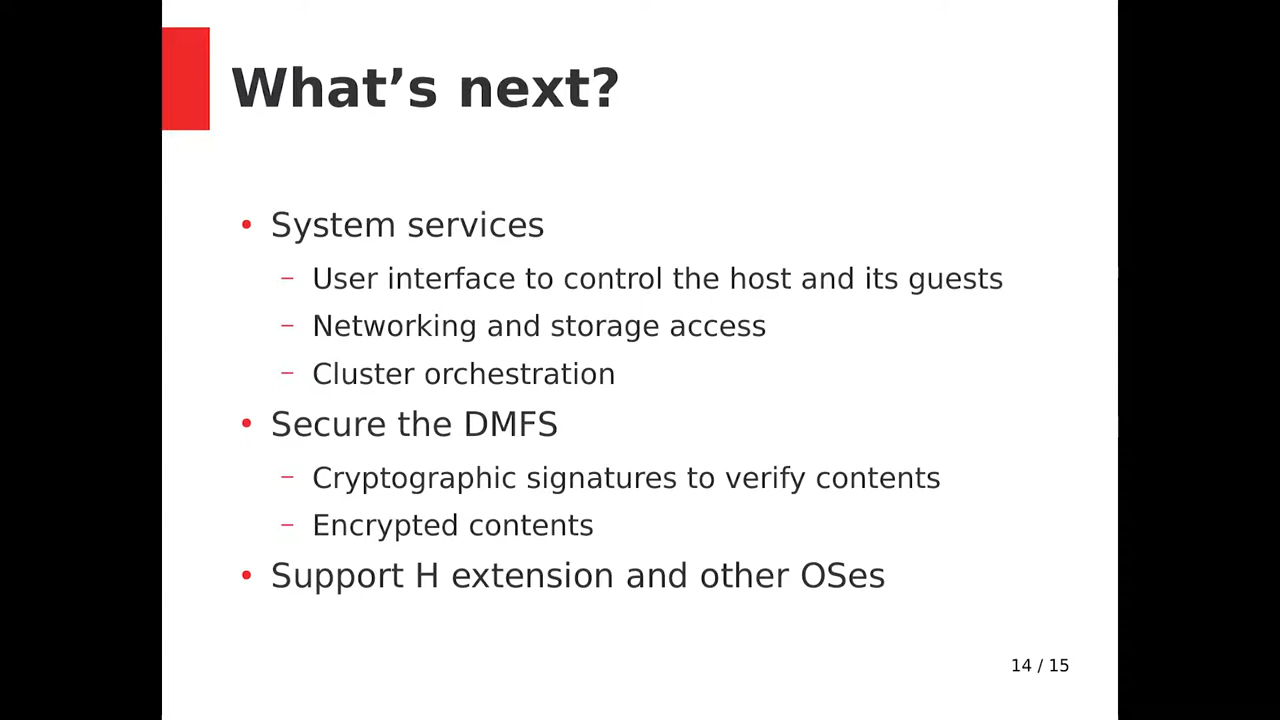 What’s next?
• System services
– User interface to control the host and its guests
– Networking and storage access
– Cluster orchestration
• Secure the DMFS
– Cryptographic signatures to verify contents
– Encrypted contents
• Support H extension and other OSes
14 / 15